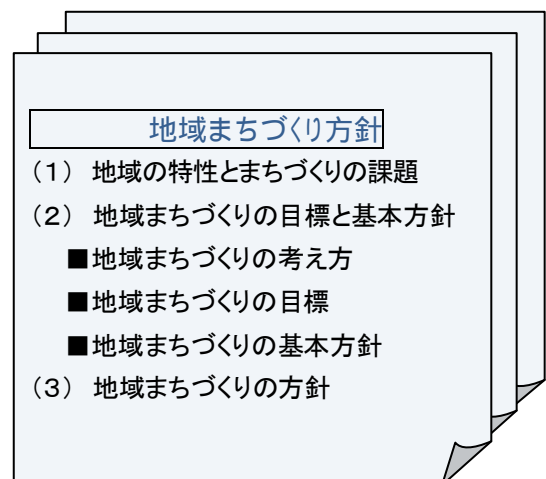 地域まちづくり方針
（１） 地域の特性とまちづくりの課題
（２） 地域まちづくりの目標と基本方針
■地域まちづくりの考え方
■地域まちづくりの目標
■地域まちづくりの基本方針
（３） 地域まちづくりの方針